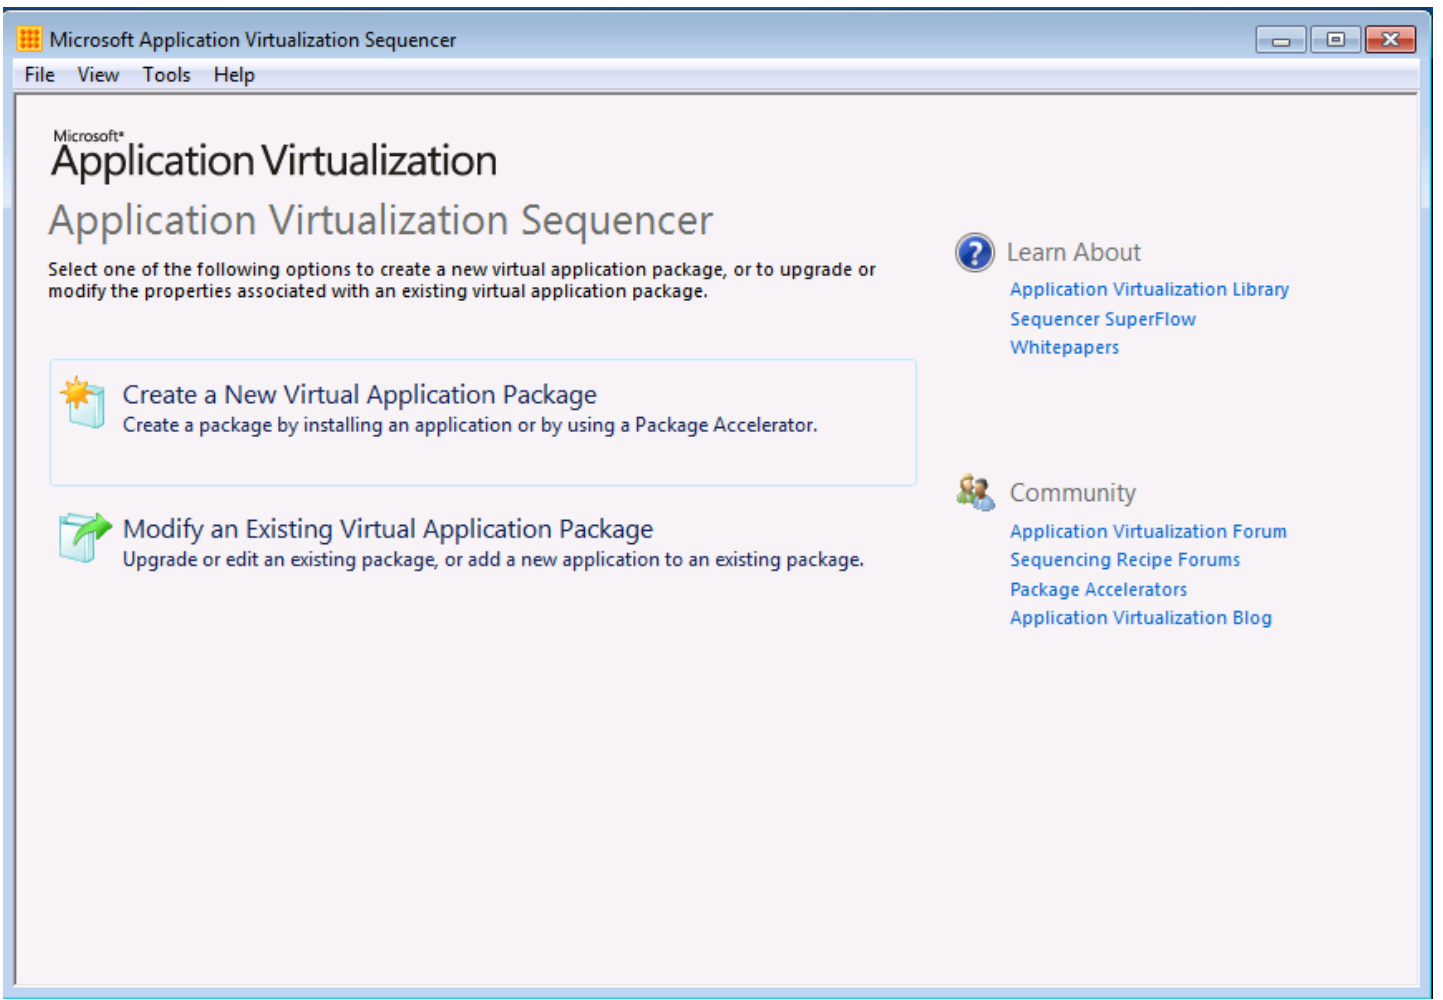 Microsoft Application Virtualization Sequencer
File View Tools Help
Microsoft®
Application Virtualization
Application Virtualization Sequencer
Select one of the following options to create a new virtual application package, or to upgrade or
modify the properties associated with an existing virtual application package.
Create a New Virtual Application Package
Create a package by installing an application or by using a Package Accelerator.
Modify an Existing Virtual Application Package
Upgrade or edit an existing package, or add a new application to an existing package.
Learn About
Application Virtualization Library
Sequencer SuperFlow
Whitepapers
Community
Application Virtualization Forum
Sequencing Recipe Forums
Package Accelerators
Application Virtualization Blog